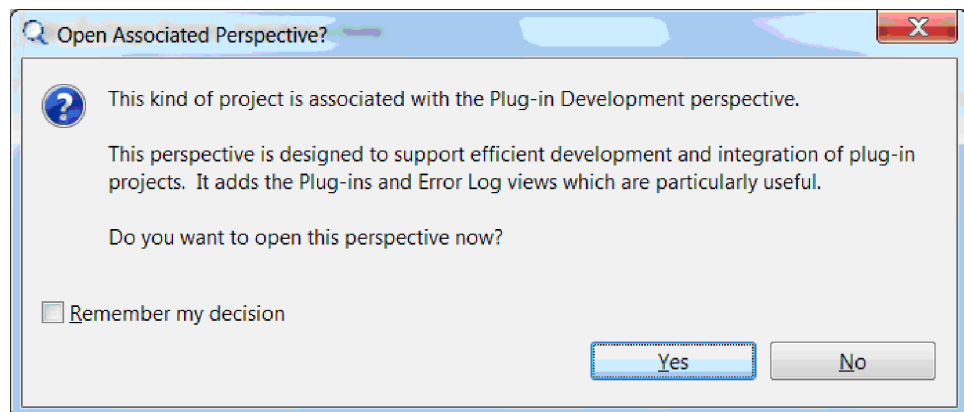 Open Associated Perspective?
X
This kind of project is associated with the Plug-in Development perspective.
This perspective is designed to support efficient development and integration of plug-in
projects. It adds the Plug-ins and Error Log views which are particularly useful.
Do you want to open this perspective now?
Remember my decision
Yes No